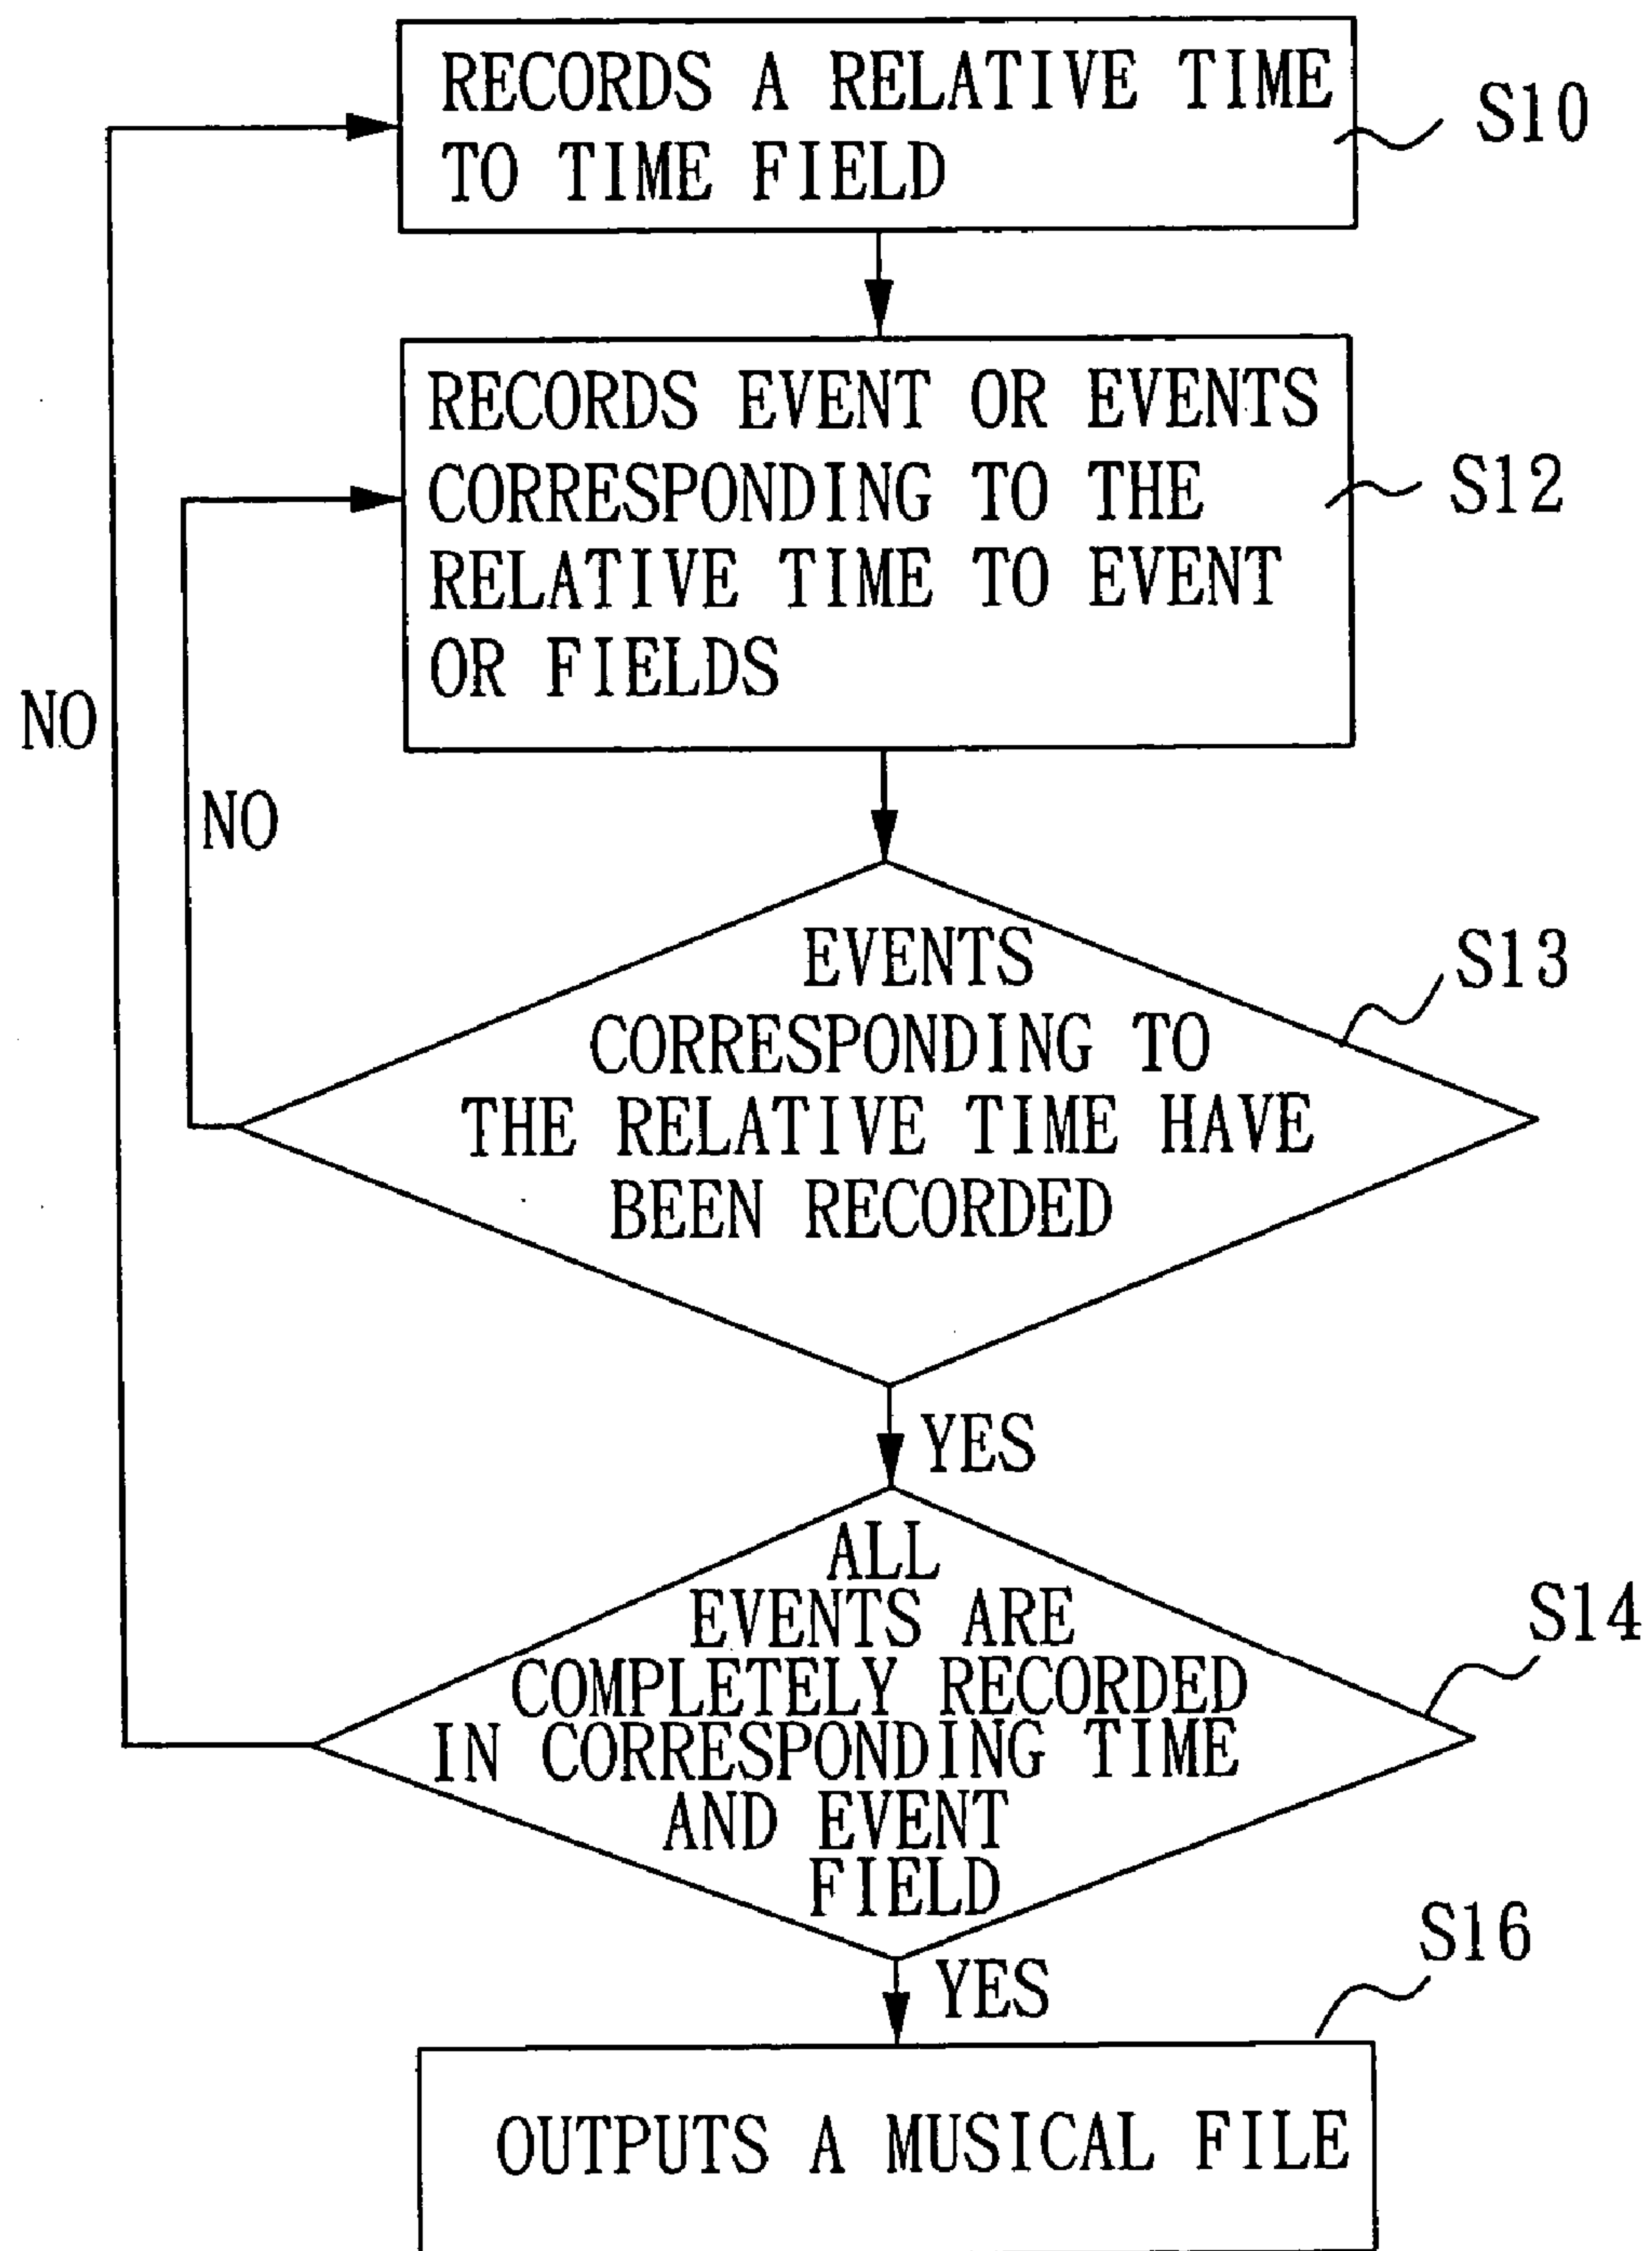 RECORDS A RELATIVE TIME
TO TIME FIELD
S10
RECORDS EVENT OR EVENTS
CORRESPONDING TO THE
RELATIVE TIME TO EVENT
OR FIELDS
S12
NO
NO
EVENTS
CORRESPONDING TO
THE RELATIVE TIME HAVE
BEEN RECORDED
S13
YES
ALL
EVENTS ARE
COMPLETELY RECORDED
IN CORRESPONDING TIME
AND EVENT
FIELD
S14
YES
S16
OUTPUTS A MUSICAL FILE